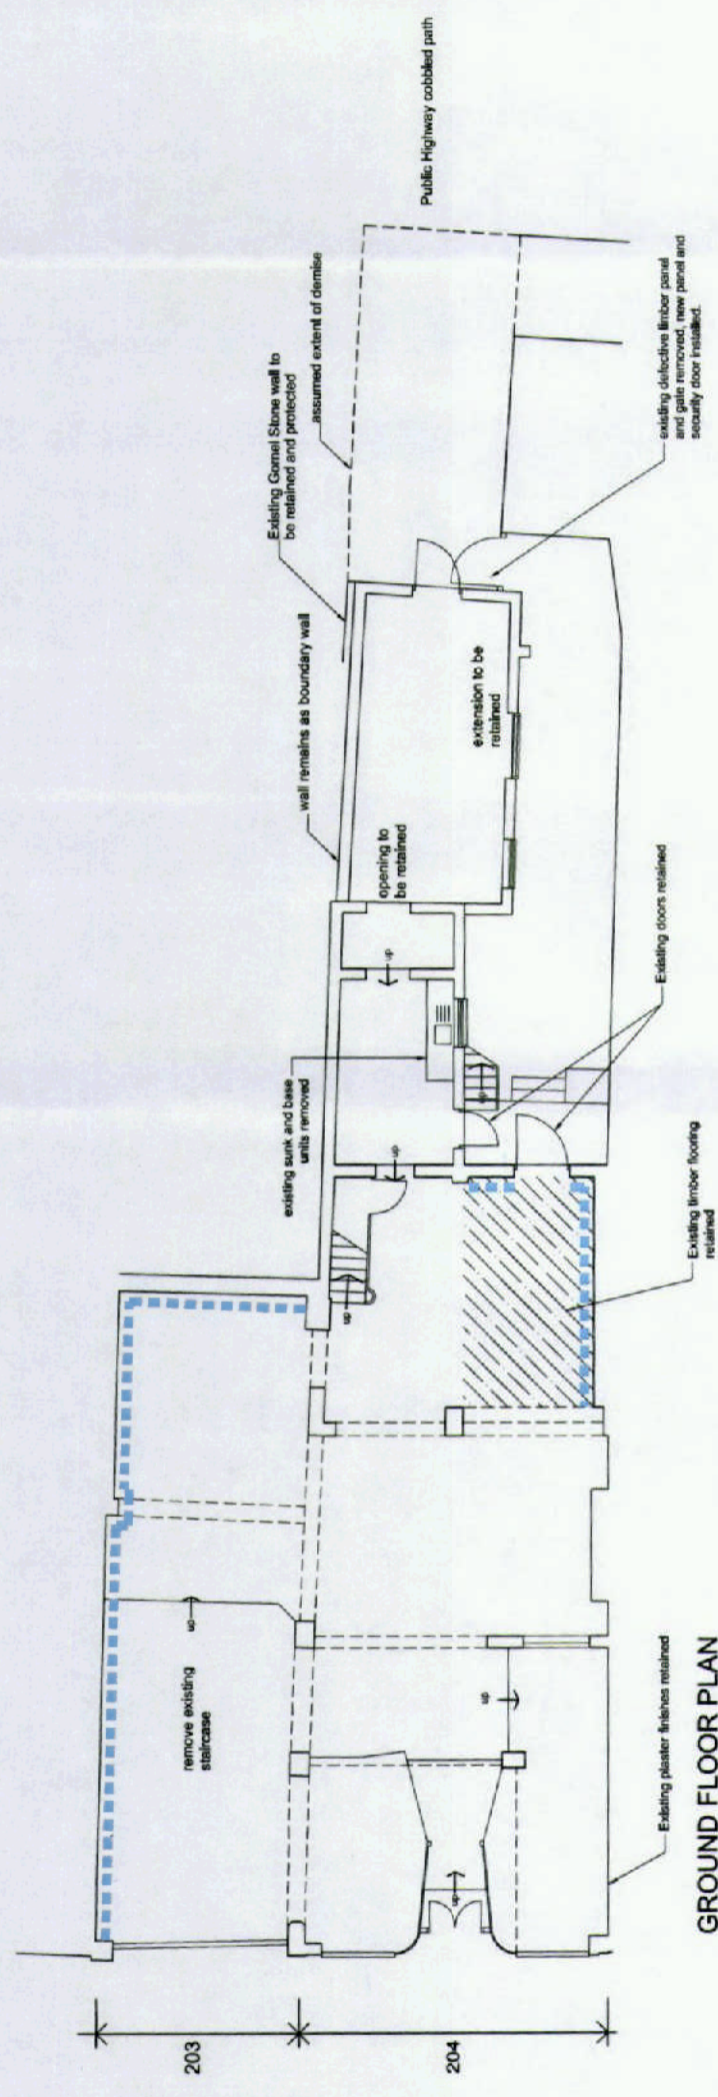 203
204
remove existing
staircase
up
up
up
up
up
up
up
existing sunk and base
units removed
opening to
be retained
wall remains as boundary wall
Existing Gornel Stone wall to
be retained and protected
assumed extent of demise
Public Highway cobbled path
extension to be
retained
existing defective timber panel
and gate removed, new panel and
security door installed.
Existing doors retained
Existing timber flooring
retained
Existing plaster finishes retained
GROUND FLOOR PLAN